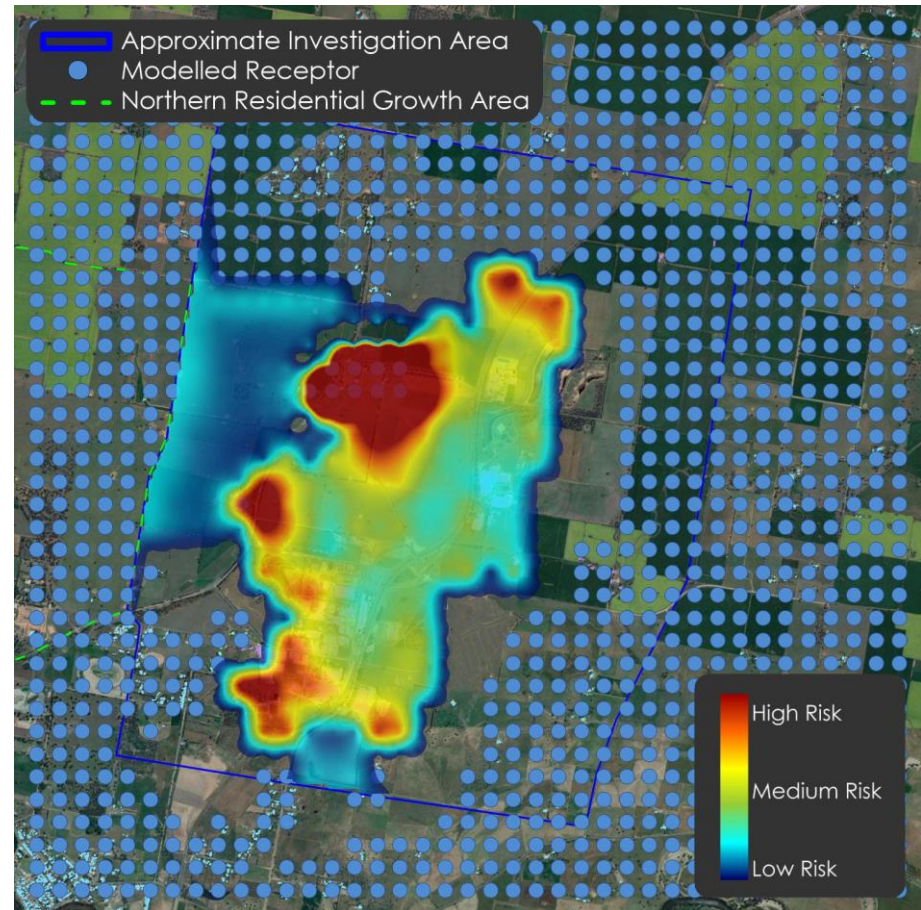 Approximate Investigation Area
Modelled Receptor
Northern Residential Growth Area
High Risk
Medium Risk
Low Risk